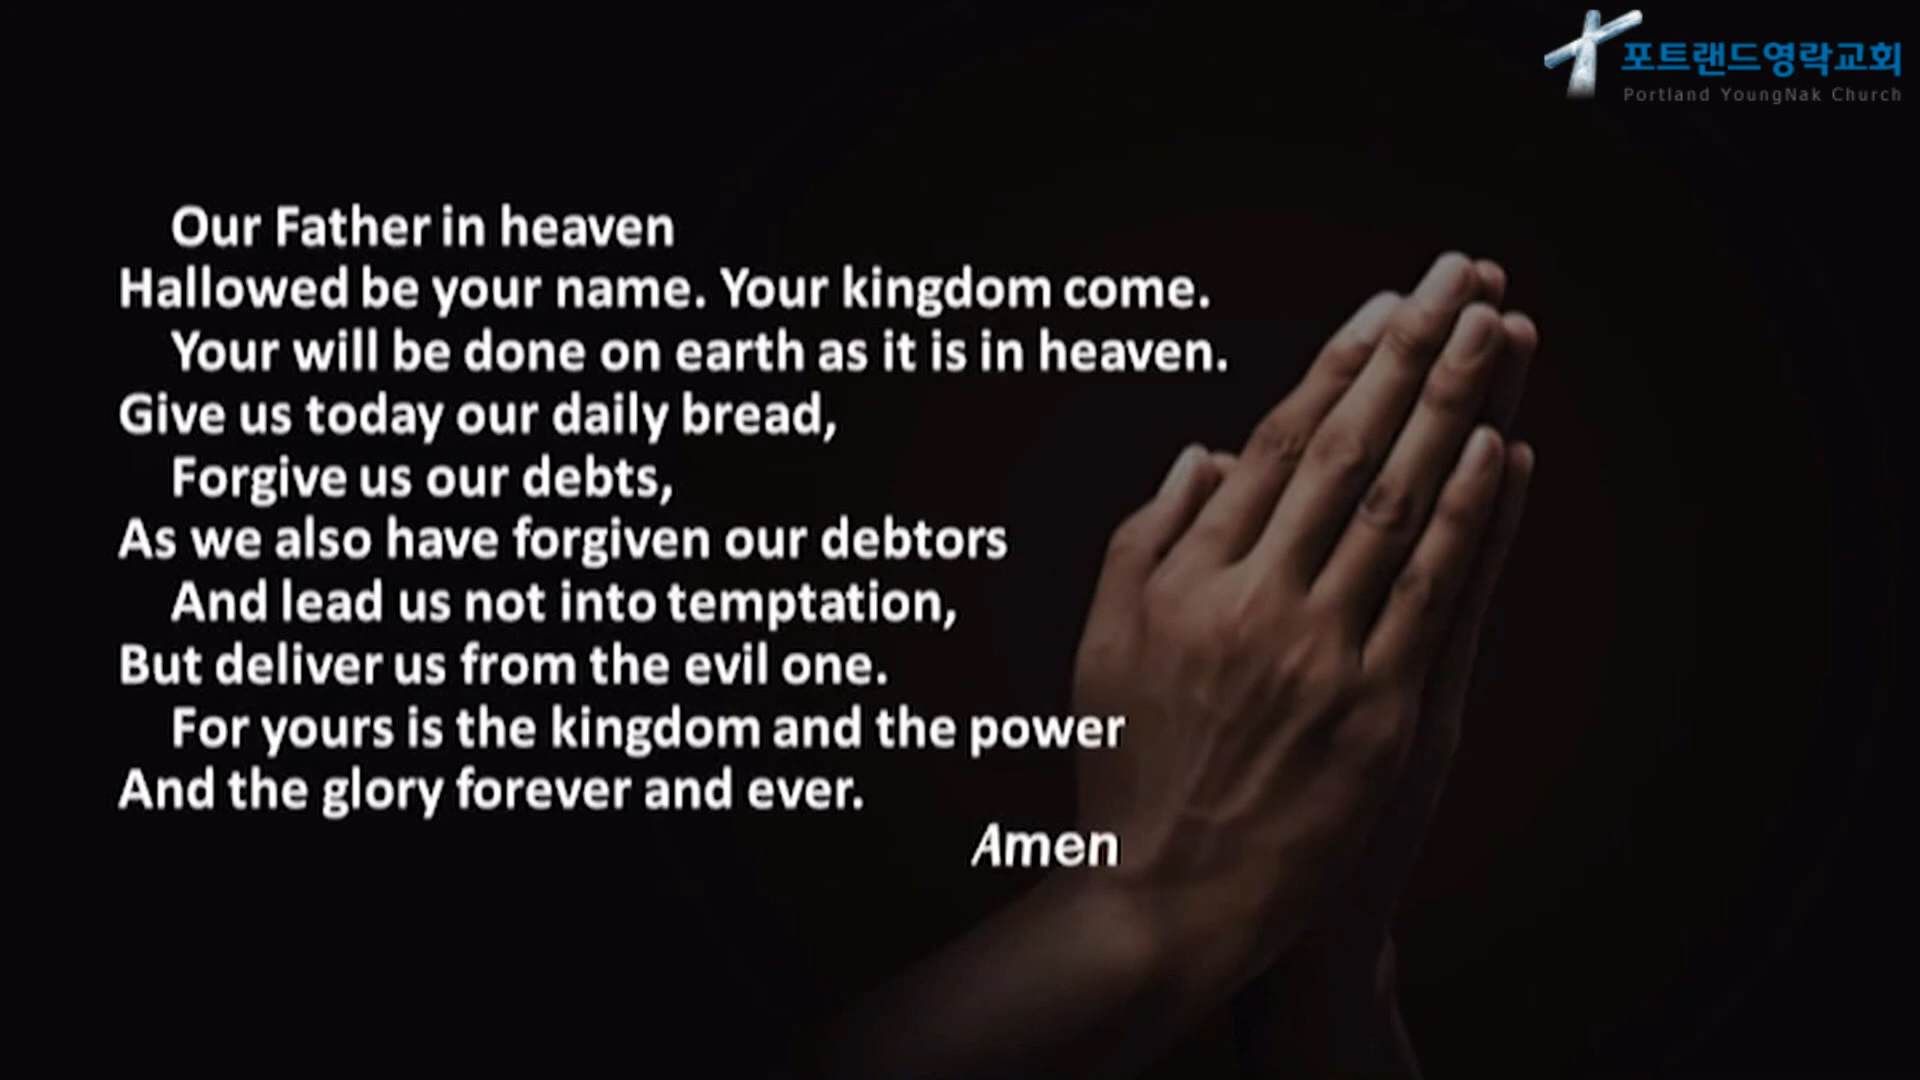 포트랜드영락교회
Portland YoungNak Church
Our Father in heaven
Hallowed be your name. Your kingdom come.
Your will be done on earth as it is in heaven.
Give us today our daily bread,
Forgive us our debts,
As we also have forgiven our debtors
And lead us not into temptation,
But deliver us from the evil one.
For yours is the kingdom and the power
And the glory forever and ever.
Amen